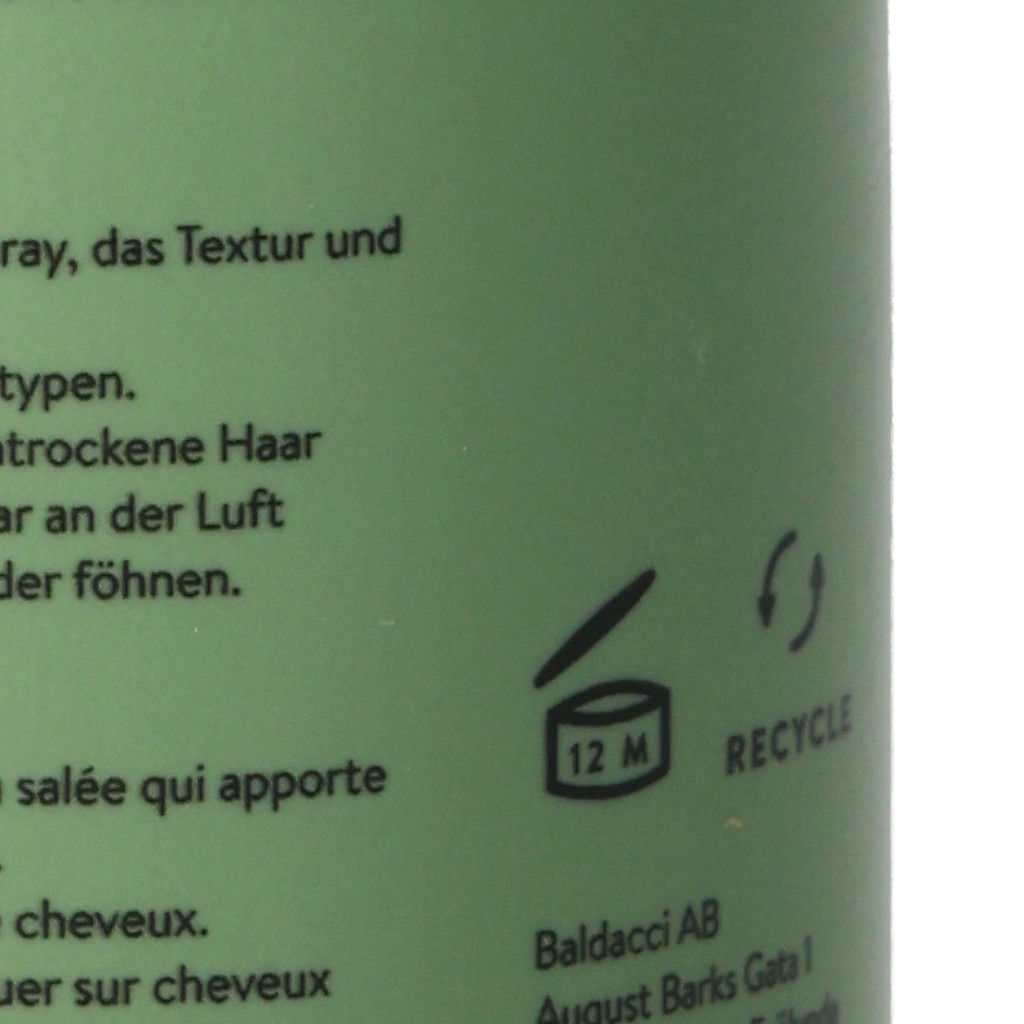 ray, das Textur und
typen.
trockene Haar
ar an der Luft
der föhnen.
12 M
RECYCLE
salée qui apporte
cheveux.
uer sur cheveux
Baldacci AB
August Barks Gata 1